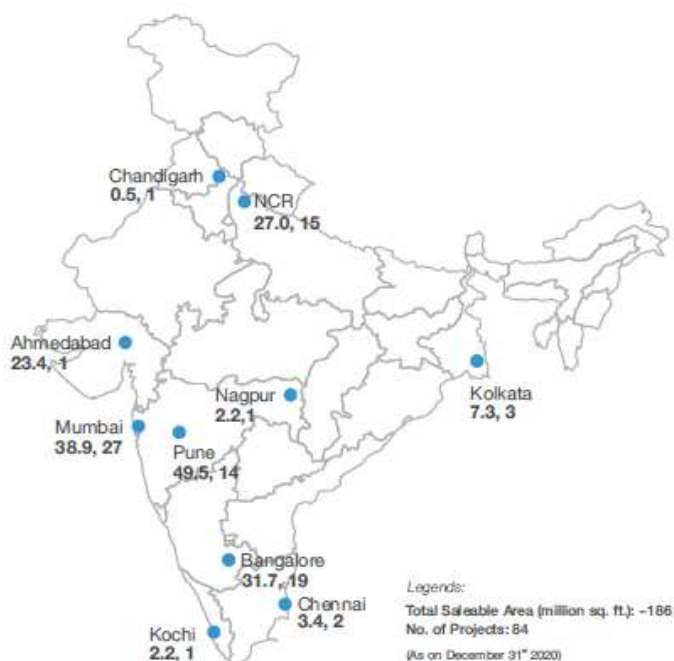 Chandigarh
0.5, 1
NCR
27.0, 15
Ahmedabad
23.4, 1
Nagpur
2.2,1
Kolkata
7.3, 3
Mumbai
38.9, 27
Pune
49.5, 14
Bangalore
31.7, 19
Chennai
3.4, 2
Kochi
2.2, 1
Legends:
Total Saleable Area (million sq. ft.): ~186
No. of Projects: 84
(As on December 31st 2020)